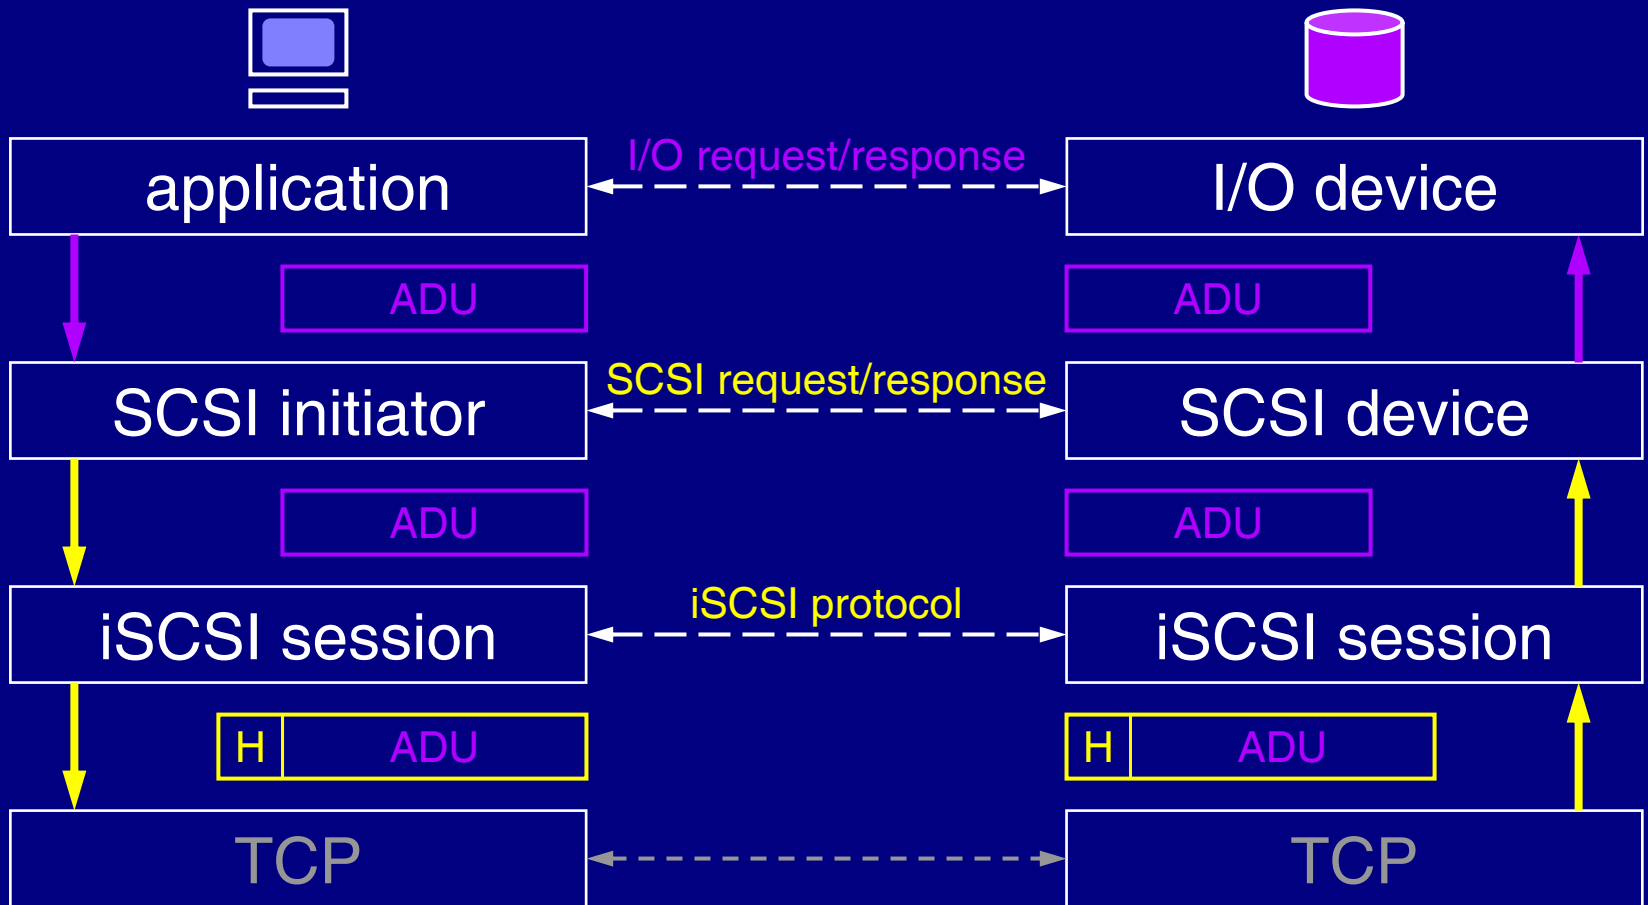 I/O request/response
application
I/O device
ADU
ADU
SCSI request/response
SCSI initiator
SCSI device
ADU
ADU
iSCSI protocol
iSCSI session
iSCSI session
H ADU
H ADU
TCP
TCP